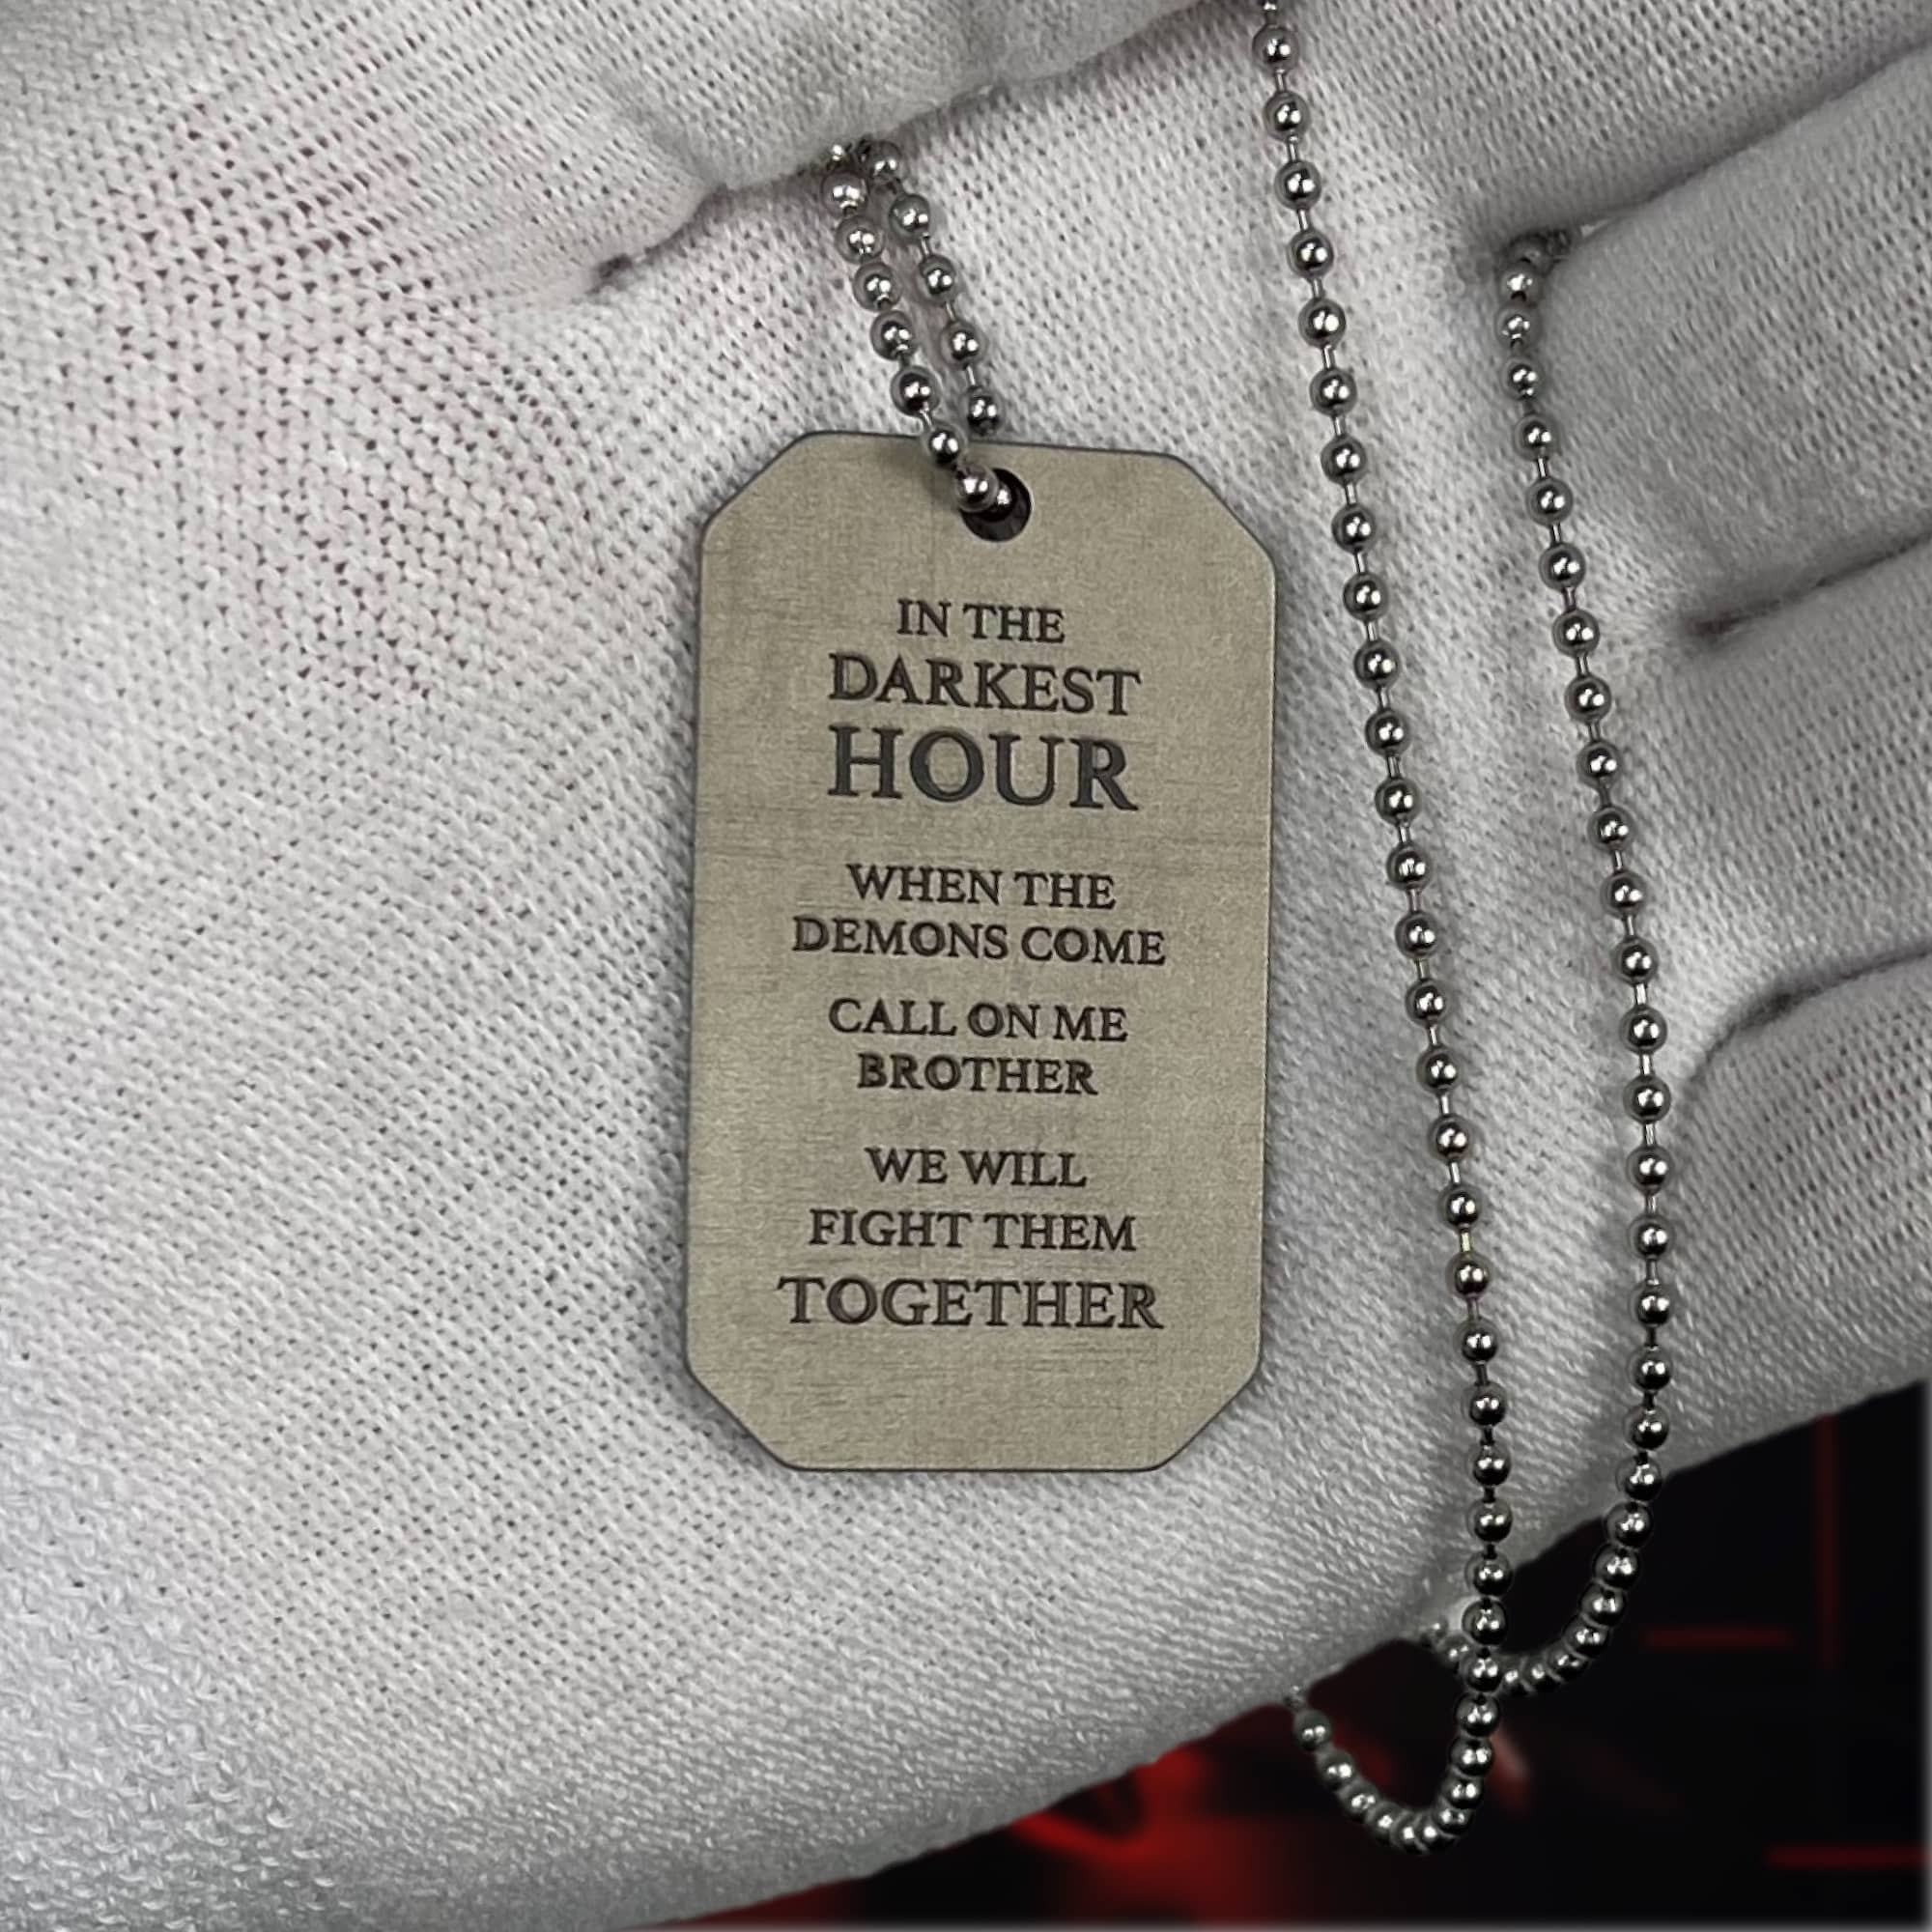 IN THE
DARKEST
HOUR
WHEN THE
DEMONS COME
CALL ON ME
BROTHER
WE WILL
FIGHT THEM
TOGETHER